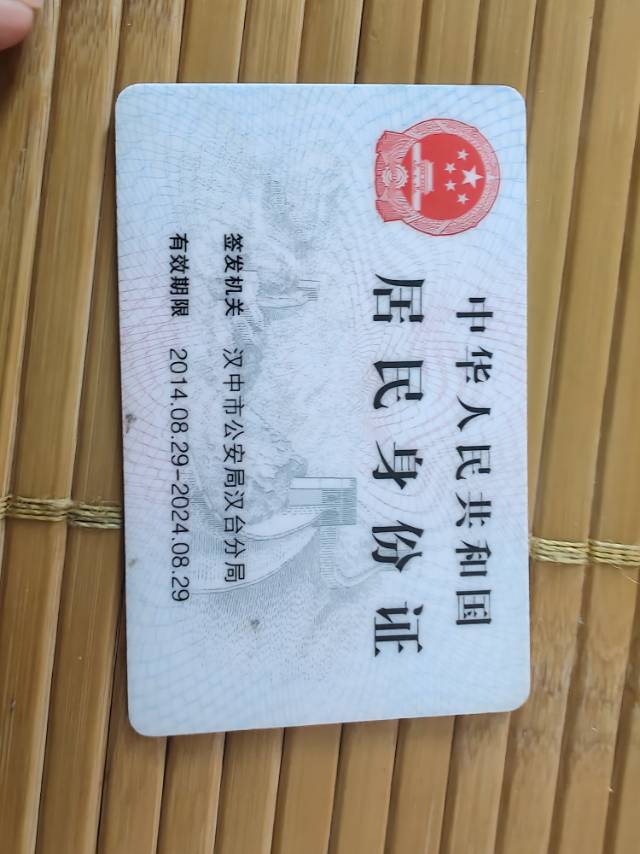 中华人民共和国
居民身份证
签发机关 汉中市公安局汉台分局
有效期限 2014.08.29-2024.08.29